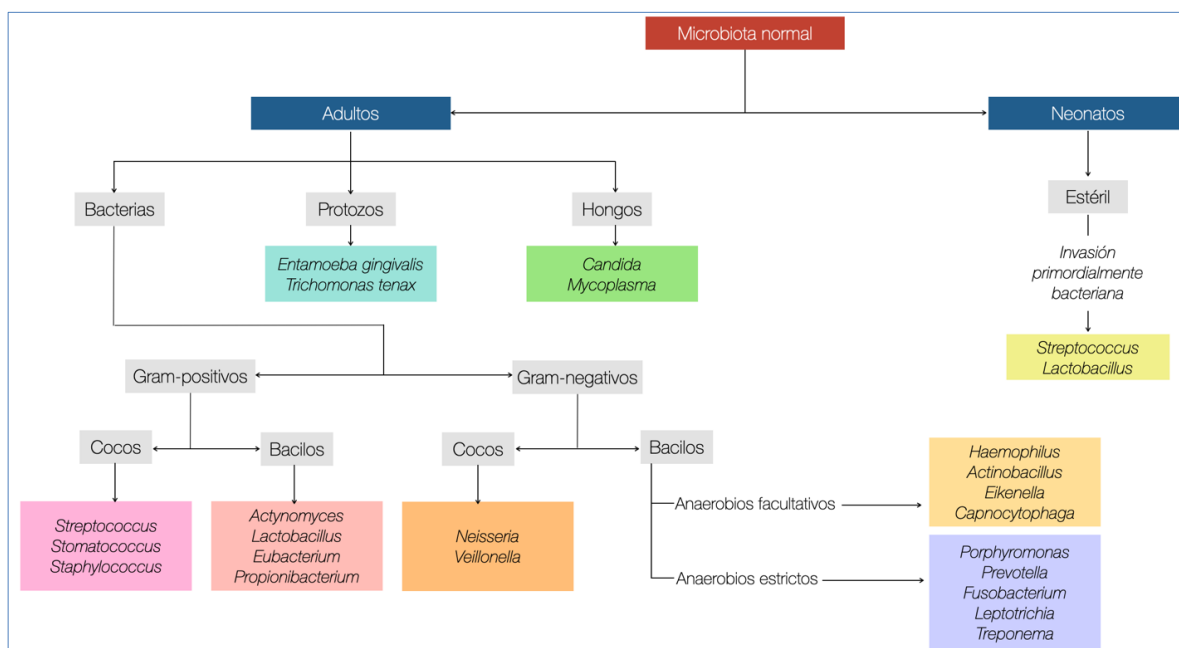 Microbiota normal
Adultos
Neonatos
Bacterias
Protozos
Hongos
Estéril
Entamoeba gingivalis
Trichomonas tenax
Candida
Mycoplasma
Invasión
primordialmente
bacteriana
Streptococcus
Lactobacillus
Gram-positivos
Gram-negativos
Cocos
Bacilos
Cocos
Bacilos
Streptococcus
Stomatococcus
Staphylococcus
Actynomyces
Lactobacillus
Eubacterium
Propionibacterium
Neisseria
Veillonella
Anaerobios facultativos
Haemophilus
Actinobacillus
Eikenella
Capnocytophaga
Anaerobios estrictos
Porphyromonas
Prevotella
Fusobacterium
Leptotrichia
Treponema